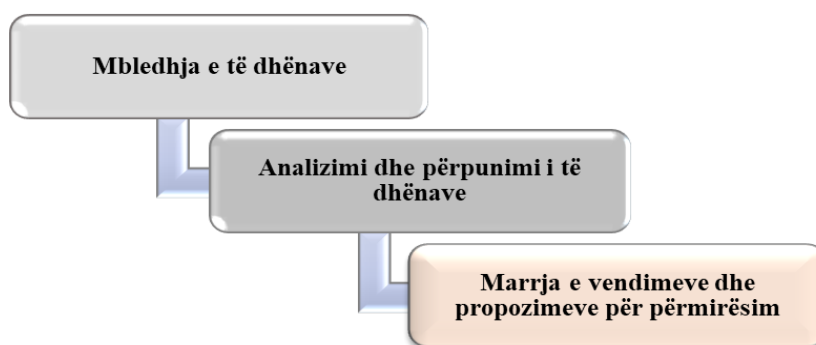 Mbledhja e të dhënave
Analizimi dhe përpunimi i të
dhënave
Marrja e vendimeve dhe
propozimeve për përmirësim